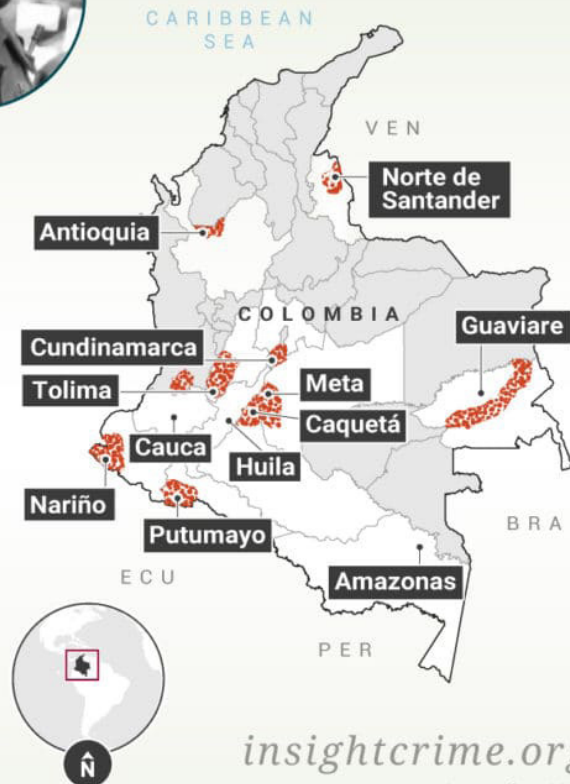 CARIBBEAN
SEA
VEN
Norte de
Santander
Antioquia
COLOMBIA
Guaviare
Cundinamarca
Tolima
Meta
Caquetá
Cauca
Huila
Nariño
Putumayo
BRA
ECU
Amazonas
PER
N
insightcrime.org